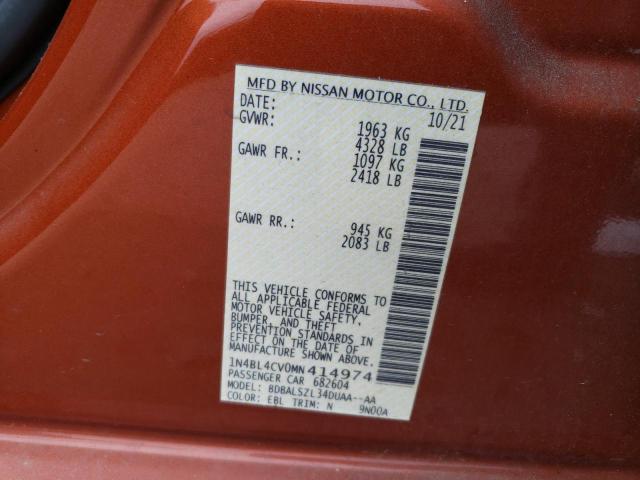 MFD BY NISSAN MOTOR CO., LTD.
DATE: 10/21
GVWR: 1963 KG
4328 LB
GAWR FR.: 1097 KG
2418 LB
GAWR RR.: 945 KG
2083 LB
THIS VEHICLE CONFORMS TO
ALL APPLICABLE FEDERAL
MOTOR VEHICLE SAFETY,
BUMPER, AND THEFT
PREVENTION STANDARDS IN
EFFECT ON THE DATE OF
MANUFACTURE SHOWN ABOVE.
1N4BL4CV0MN414974
PASSENGER CAR 682604
MODEL: BDBALSZL34DUAA--AA
COLOR: EBL TRIM: N 9N00A